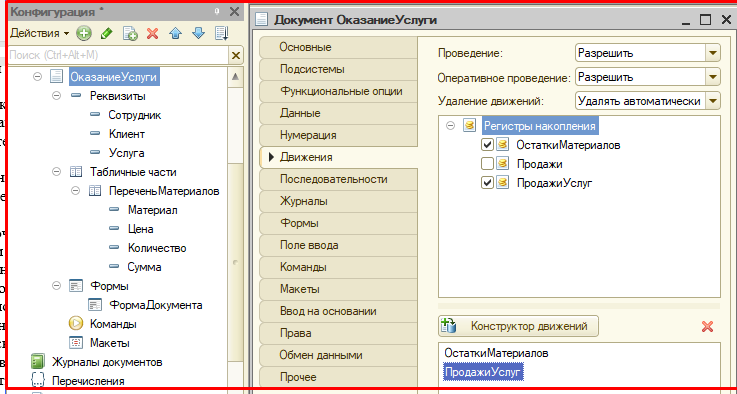 Конфигурация *
Действия
Поиск (Ctrl+Alt+M)
ОказаниеУслуги
Реквизиты
Сотрудник
Клиент
Услуга
Табличные части
ПереченьМатериалов
Материал
Цена
Количество
Сумма
Формы
ФормаДокумента
Команды
Макеты
Журналы документов
Перечисления
Документ ОказаниеУслуги
Основные
Подсистемы
Функциональные опции
Данные
Нумерация
Движения
Последовательности
Журналы
Формы
Поле ввода
Команды
Макеты
Ввод на основании
Права
Обмен данными
Прочее
Проведение: Разрешить
Оперативное проведение: Разрешить
Удаление движений: Удалять автоматически
Регистры накопления
ОстаткиМатериалов
Продажи
ПродажиУслуг
Конструктор движений
ОстаткиМатериалов
ПродажиУслуг